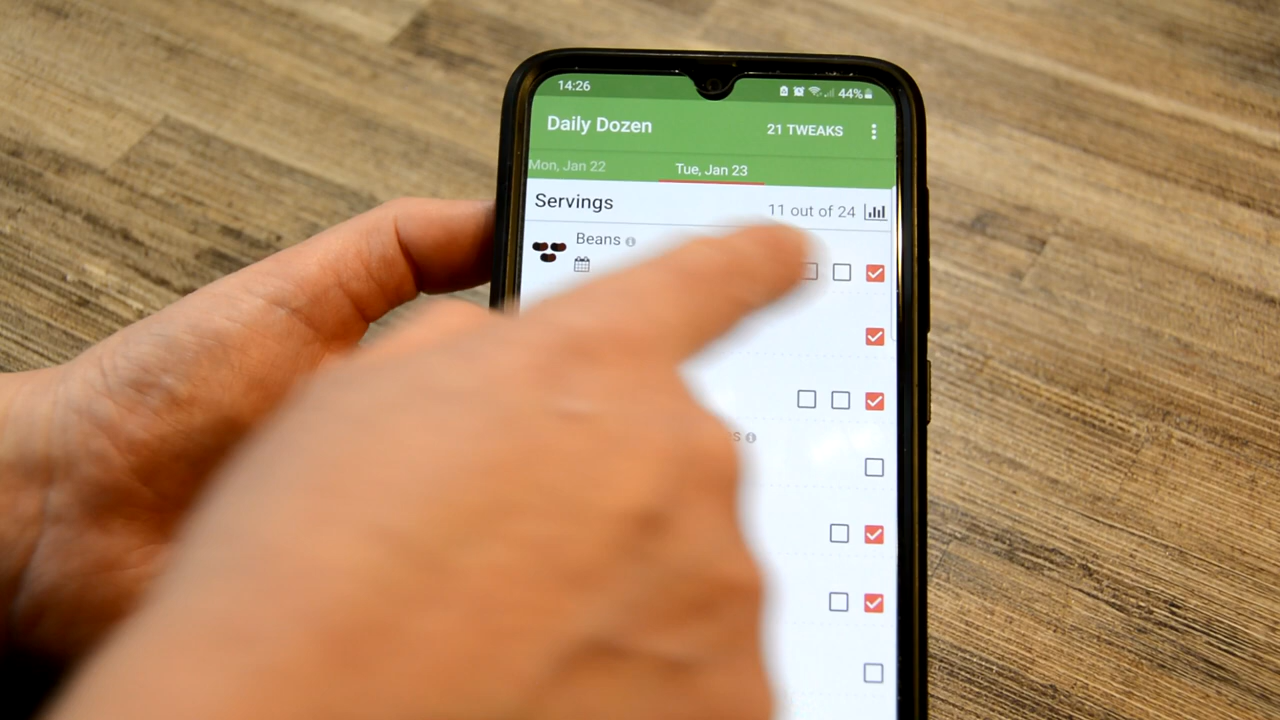 14:26 44%
Daily Dozen 21 TWEAKS
Mon, Jan 22 Tue, Jan 23
Servings 11 out of 24
Beans